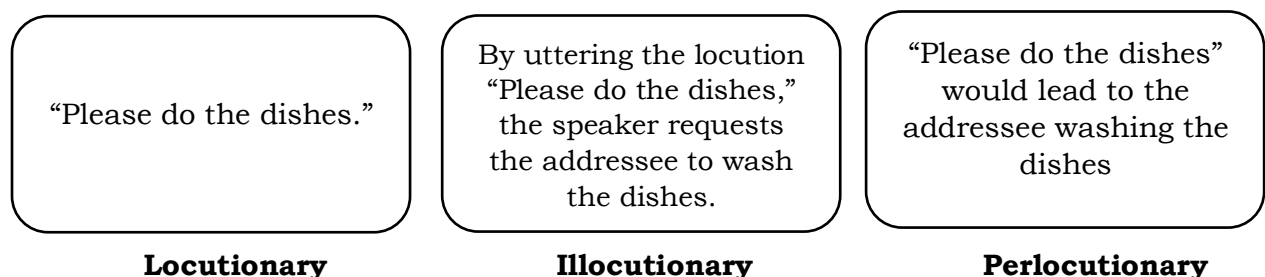 “Please do the dishes.”
By uttering the locution
“Please do the dishes,”
the speaker requests
the addressee to wash
the dishes.
“Please do the dishes”
would lead to the
addressee washing the
dishes
Locutionary
Illocutionary
Perlocutionary